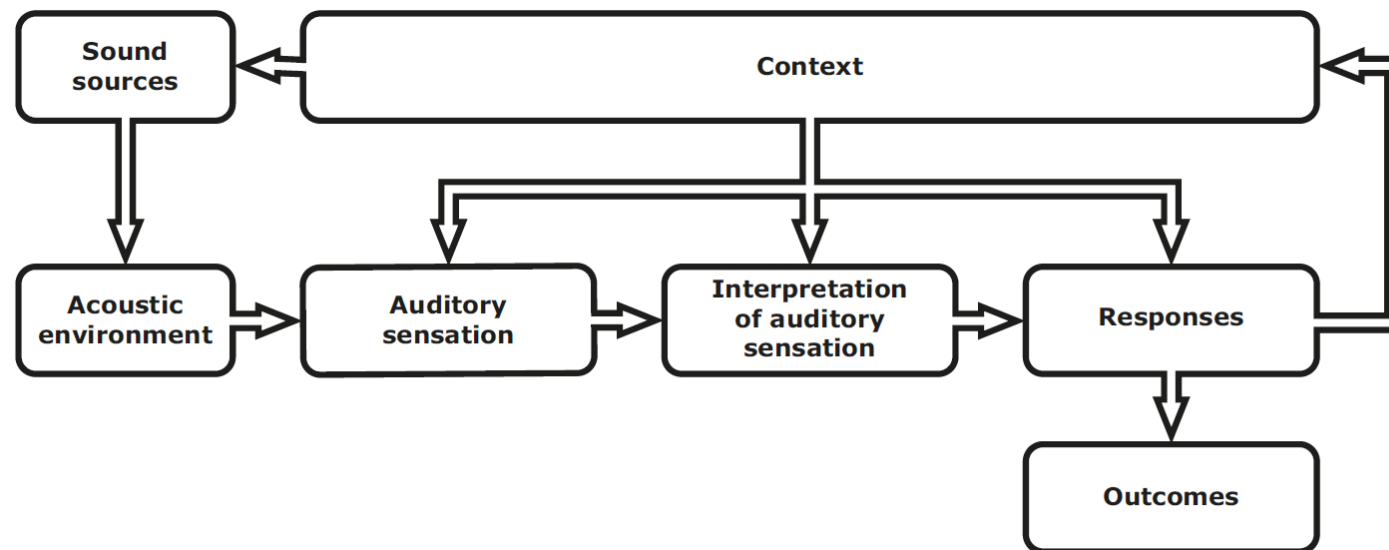 Sound
sources
Context
Acoustic
environment
Auditory
sensation
Interpretation
of auditory
sensation
Responses
Outcomes